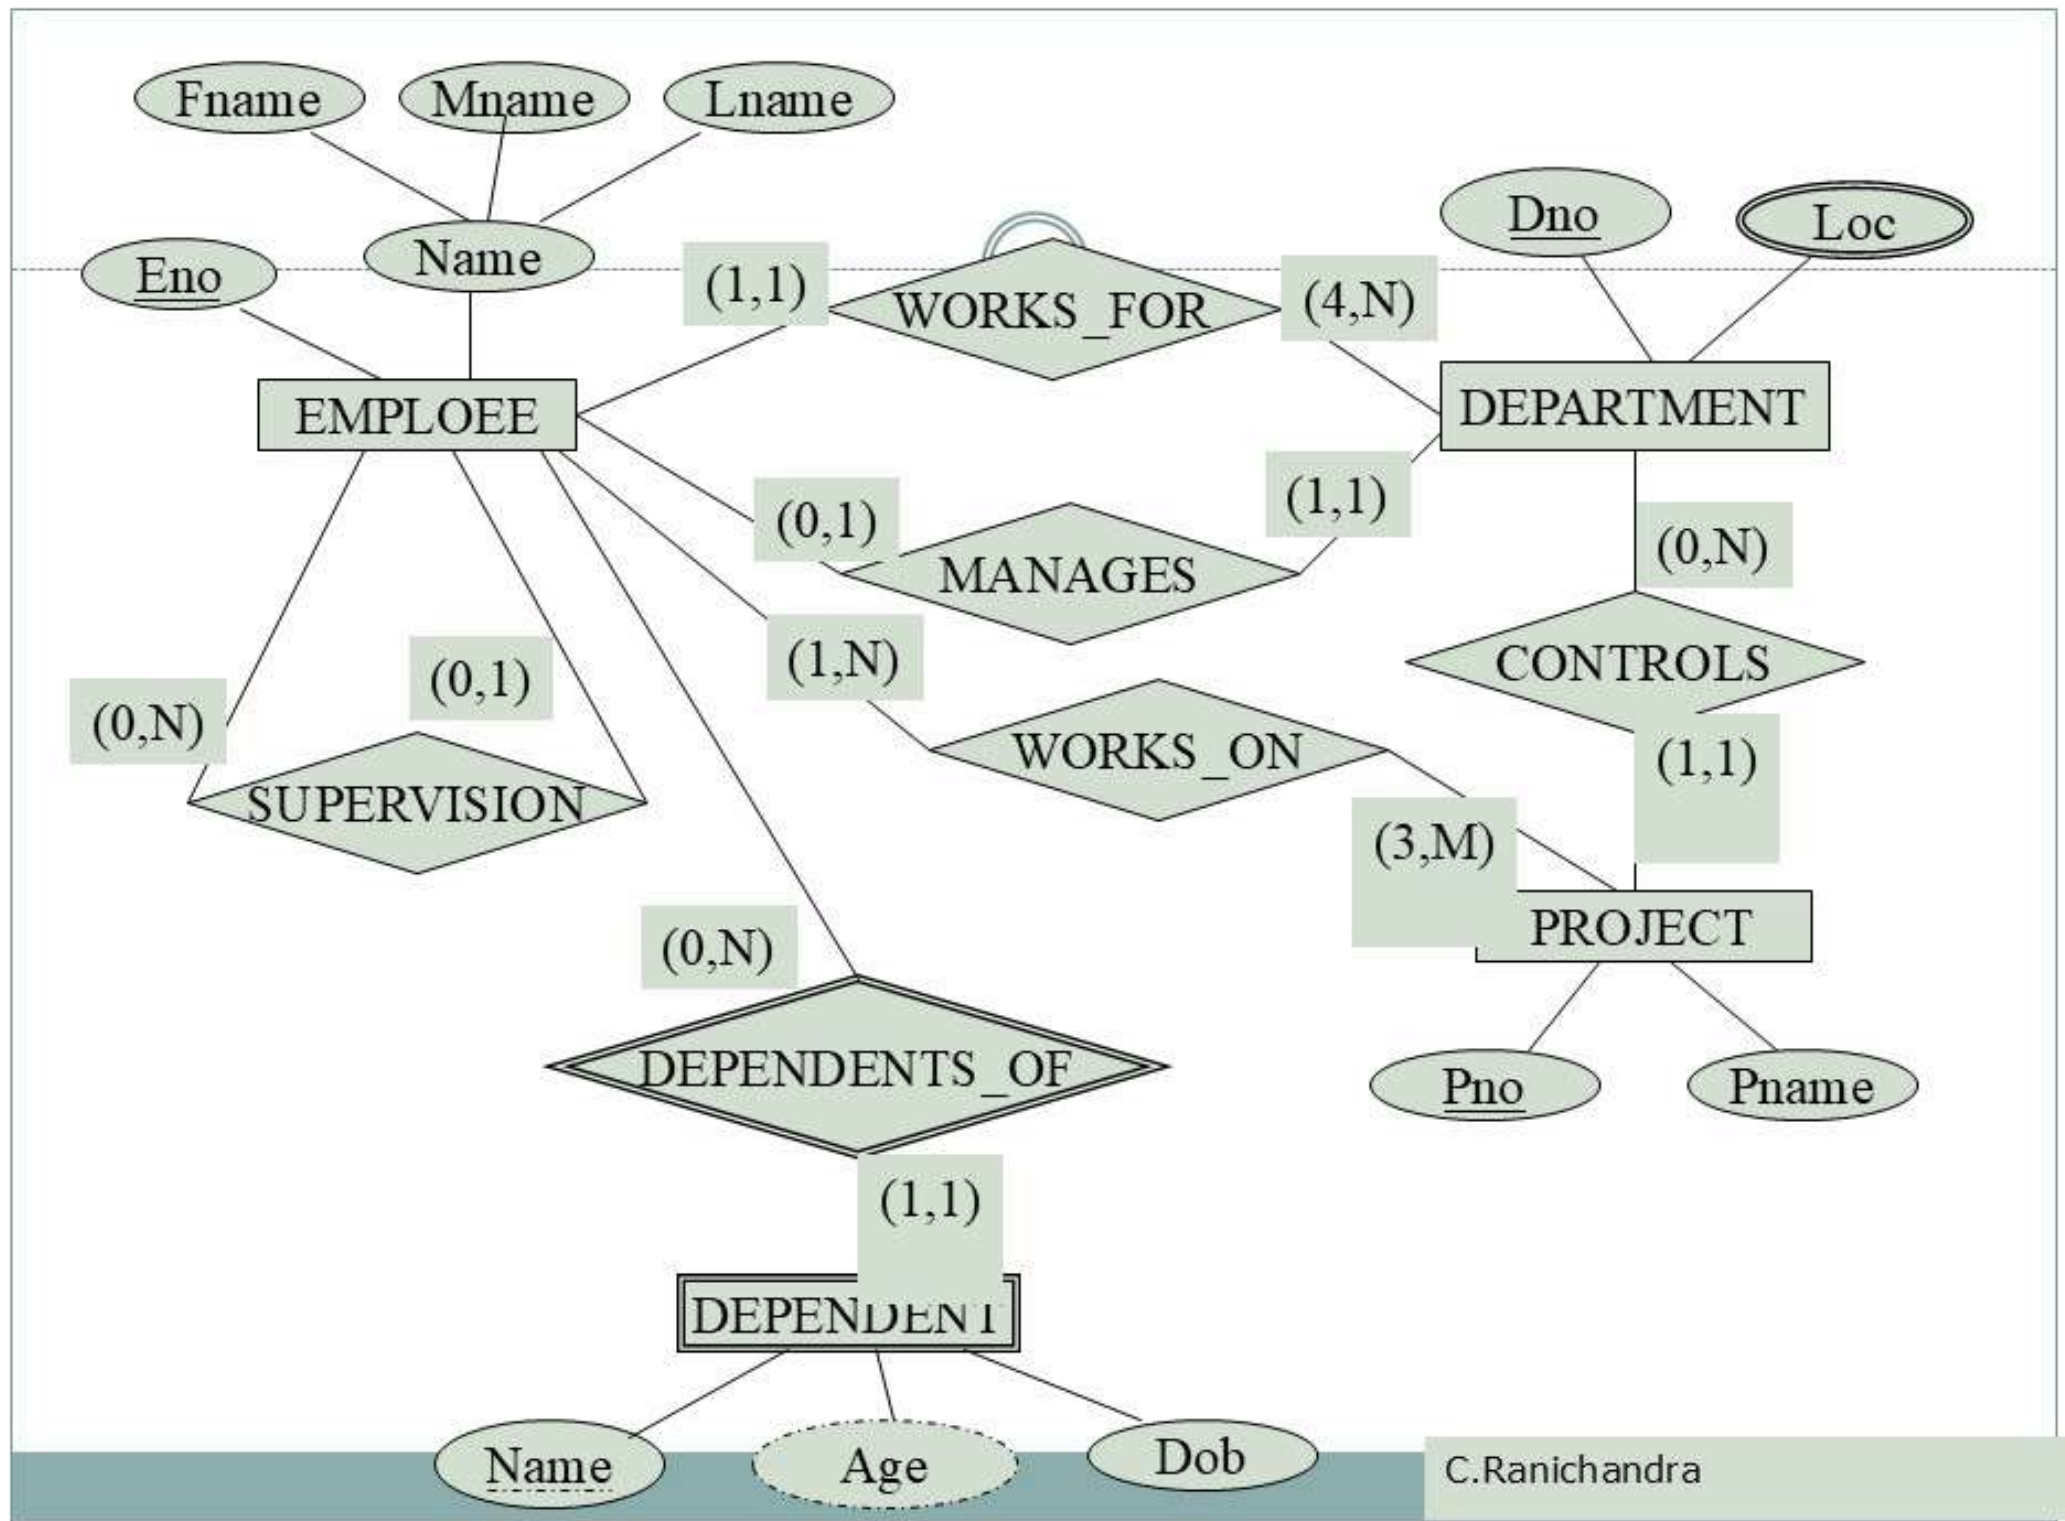 Fname
Mname
Lname
Dno
Loc
Eno
Name
(1,1)
WORKS_FOR
(4,N)
EMPLOEE
DEPARTMENT
(0,1)
MANAGES
(1,1)
(0,N)
(1,N)
CONTROLS
(0,N)
(0,1)
WORKS_ON
(1,1)
SUPERVISION
(3,M)
(0,N)
PROJECT
DEPENDENTS_OF
Pno
Pname
(1,1)
DEPENDENT
Name
Age
Dob
C.Ranichandra